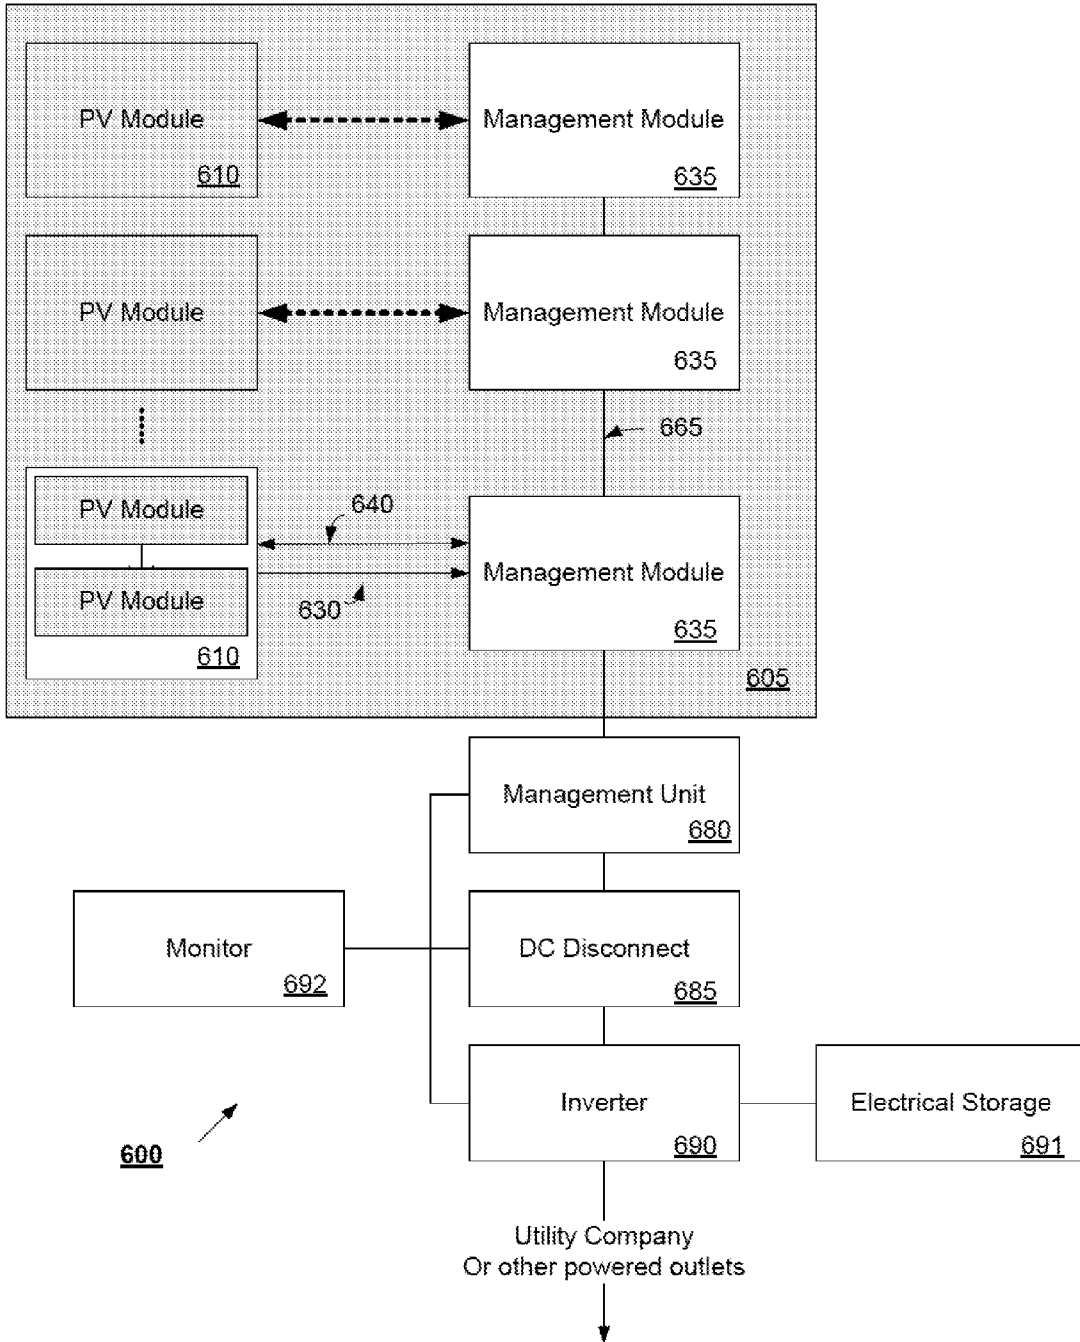 PV Module
610
Management Module
635
PV Module
Management Module
635
665
PV Module
640
PV Module
630
610
Management Module
635
605
Management Unit
680
Monitor
692
DC Disconnect
685
Inverter
690
Electrical Storage
691
600
Utility Company
Or other powered outlets